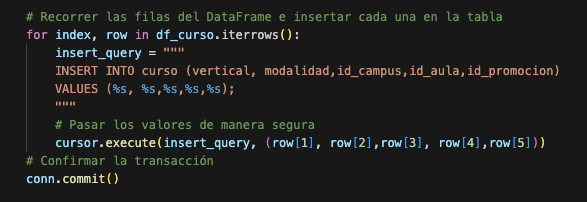 # Recorrer las filas del DataFrame e insertar cada una en la tabla
for index, row in df_curso.iterrows():
    insert_query = """
    INSERT INTO curso (vertical, modalidad,id_campus,id_aula,id_promocion)
    VALUES (%s, %s,%s,%s,%s);
    """
    # Pasar los valores de manera segura
    cursor.execute(insert_query, (row[1], row[2],row[3], row[4],row[5]))
# Confirmar la transacción
conn.commit()